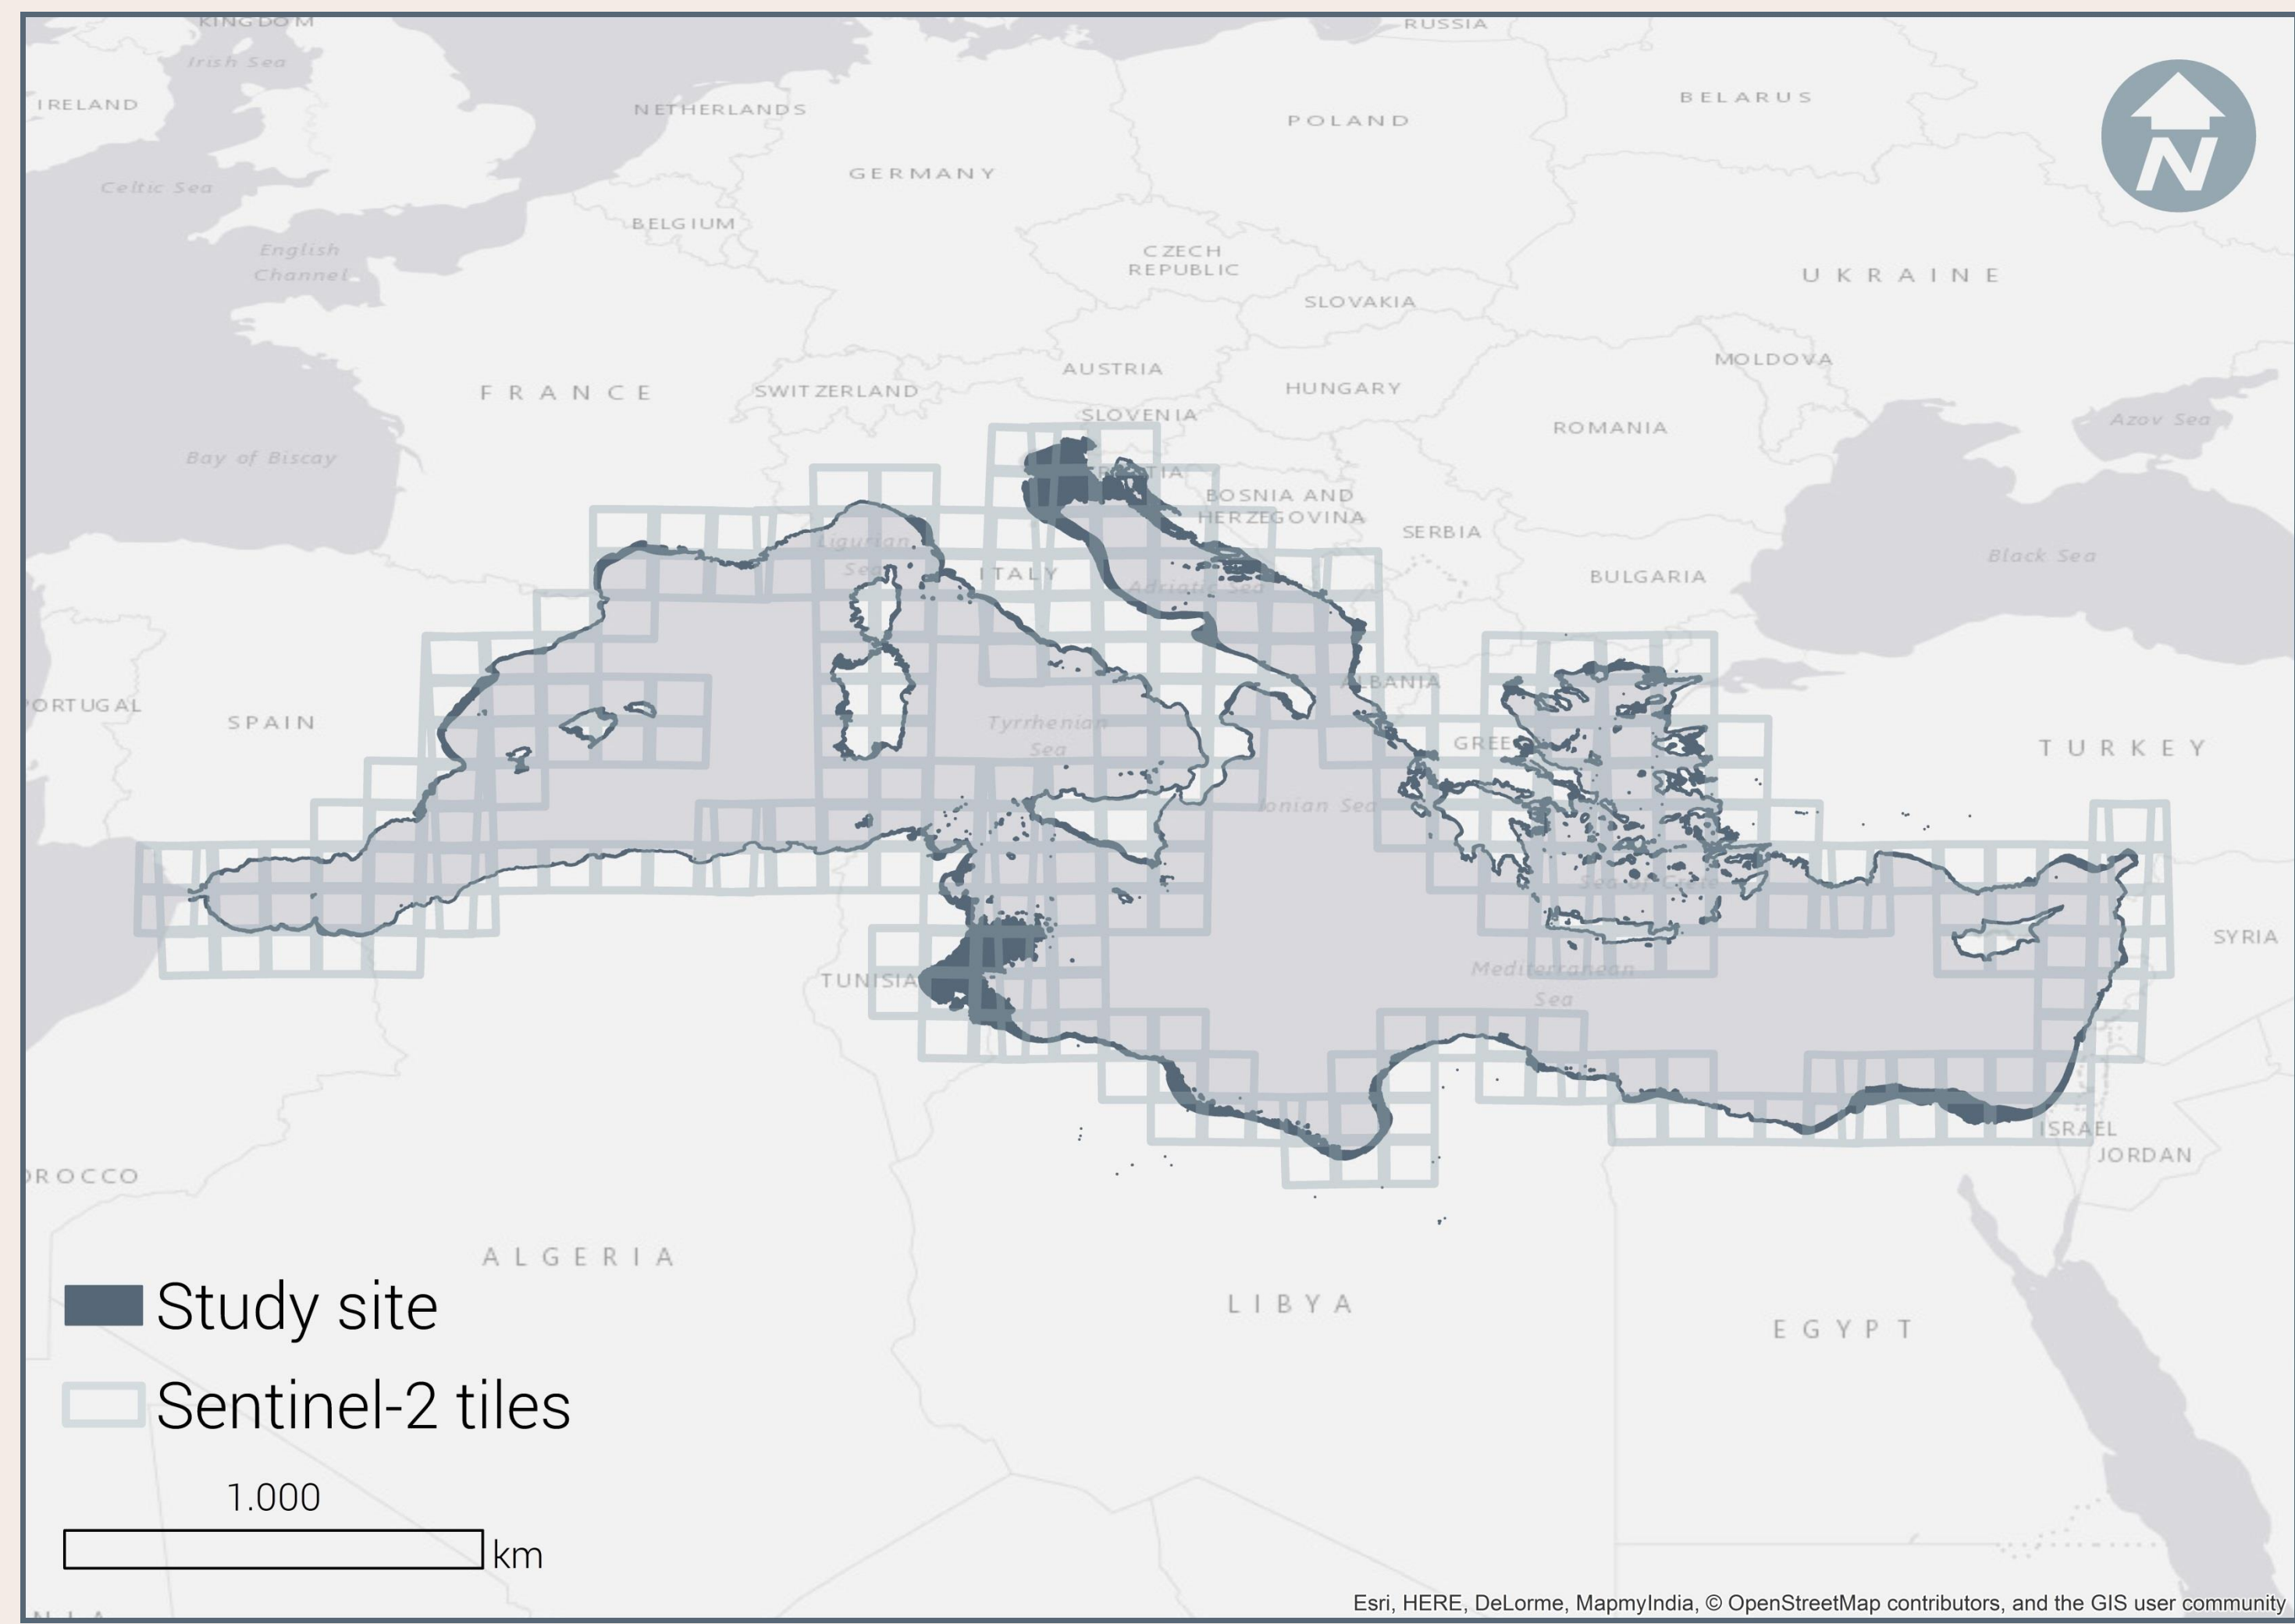 KINGDOM
RUSSIA
Irish Sea
IRELAND
NETHERLANDS
BELARUS
POLAND
N
GERMANY
Celtic Sea
BELGIUM
English
Channel
CZECH
REPUBLIC
UKRAINE
SLOVAKIA
MOLDOVA
AUSTRIA
FRANCE
SWITZERLAND
HUNGARY
SLOVENIA
Azov Sea
ROMANIA
Bay of Biscay
BOSNIA AND
HERZEGOVINA
SERBIA
Ligurian
Sea
Black Sea
ITALY
BULGARIA
Adriatic Sea
ALBANIA
PORTUGAL
SPAIN
Tyrrhenian
Sea
GREE
TURKEY
Ionian Sea
Sea of Crete
SYRIA
Mediterranean
Sea
TUNISIA
ISRAEL
JORDAN
OROCCO
ALGERIA
LIBYA
EGYPT
Study site
Sentinel-2 tiles
1.000
km
Esri, HERE, DeLorme, MapmyIndia, © OpenStreetMap contributors, and the GIS user community